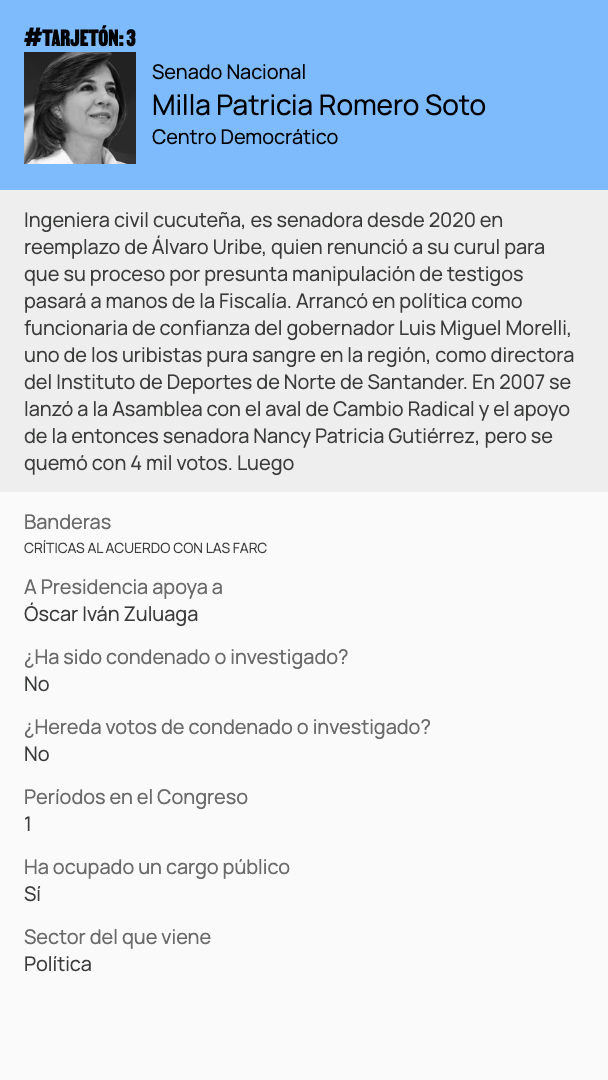 #TARJETÓN: 3
Senado Nacional
Milla Patricia Romero Soto
Centro Democrático
Ingeniera civil cucuteña, es senadora desde 2020 en
reemplazo de Álvaro Uribe, quien renunció a su curul para
que su proceso por presunta manipulación de testigos
pasará a manos de la Fiscalía. Arrancó en política como
funcionaria de confianza del gobernador Luis Miguel Morelli,
uno de los uribistas pura sangre en la región, como directora
del Instituto de Deportes de Norte de Santander. En 2007 se
lanzó a la Asamblea con el aval de Cambio Radical y el apoyo
de la entonces senadora Nancy Patricia Gutiérrez, pero se
quemó con 4 mil votos. Luego
Banderas
CRÍTICAS AL ACUERDO CON LAS FARC
A Presidencia apoya a
Óscar Iván Zuluaga
¿Ha sido condenado o investigado?
No
¿Hereda votos de condenado o investigado?
No
Períodos en el Congreso
1
Ha ocupado un cargo público
Sí
Sector del que viene
Política